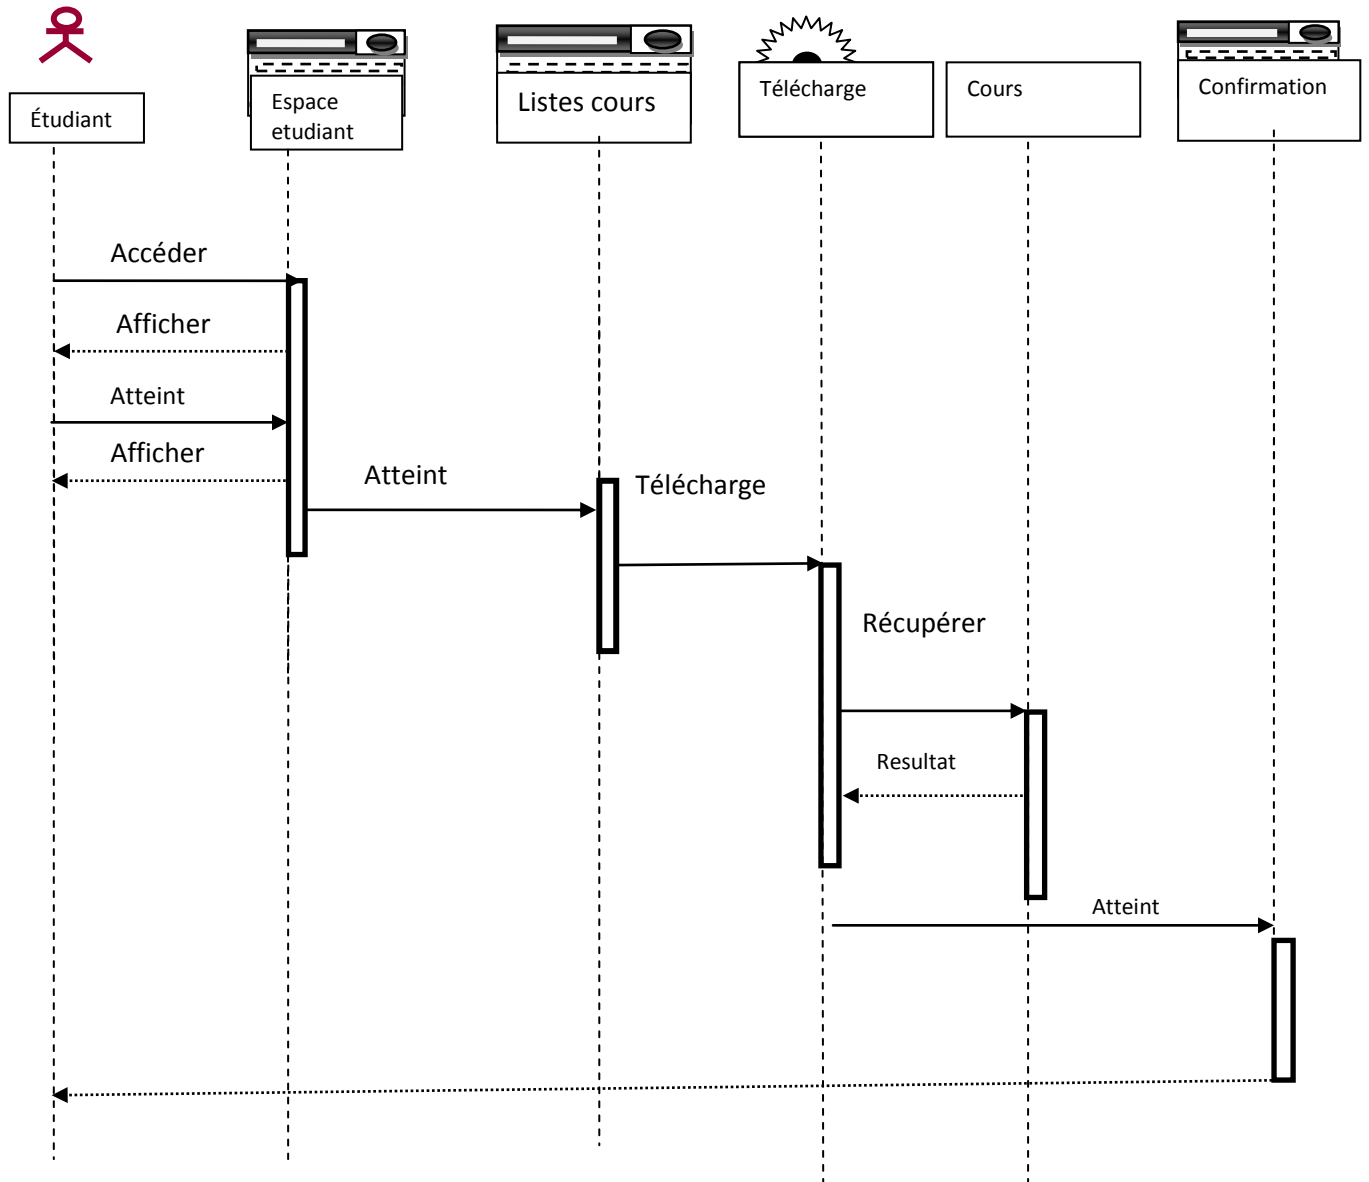 Étudiant
Espace
etudiant
Listes cours
Télécharge
Cours
Confirmation
Accéder
Afficher
Atteint
Afficher
Atteint
Télécharge
Récupérer
Resultat
Atteint